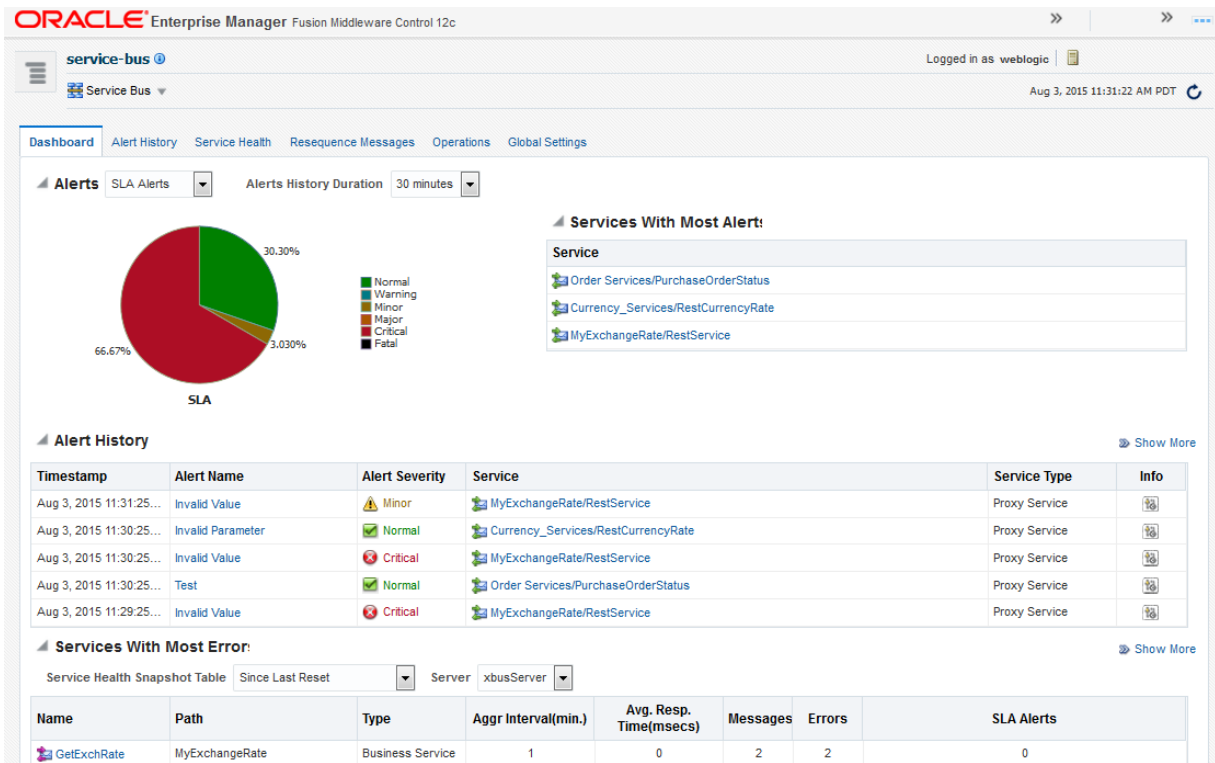 ORACLE Enterprise Manager Fusion Middleware Control 12c
service-bus
Logged in as weblogic
Service Bus
Aug 3, 2015 11:31:22 AM PDT
Dashboard Alert History Service Health Resequence Messages Operations Global Settings
Alerts SLA Alerts Alerts History Duration 30 minutes
Services With Most Alerts
Service
Order Services/PurchaseOrderStatus
Currency_Services/RestCurrencyRate
MyExchangeRate/RestService
30.30%
3.030%
66.67%
SLA
Normal
Warning
Minor
Major
Critical
Fatal
Alert History
Show More
Timestamp Alert Name Alert Severity Service Service Type Info
Aug 3, 2015 11:31:25... Invalid Value Minor MyExchangeRate/RestService Proxy Service
Aug 3, 2015 11:30:25... Invalid Parameter Normal Currency_Services/RestCurrencyRate Proxy Service
Aug 3, 2015 11:30:25... Invalid Value Critical MyExchangeRate/RestService Proxy Service
Aug 3, 2015 11:30:25... Test Normal Order Services/PurchaseOrderStatus Proxy Service
Aug 3, 2015 11:29:25... Invalid Value Critical MyExchangeRate/RestService Proxy Service
Services With Most Error
Show More
Service Health Snapshot Table Since Last Reset Server xbusServer
Name Path Type Aggr Interval(min.) Avg. Resp. Time(msecs) Messages Errors SLA Alerts
GetExchRate MyExchangeRate Business Service 1 0 2 2 0